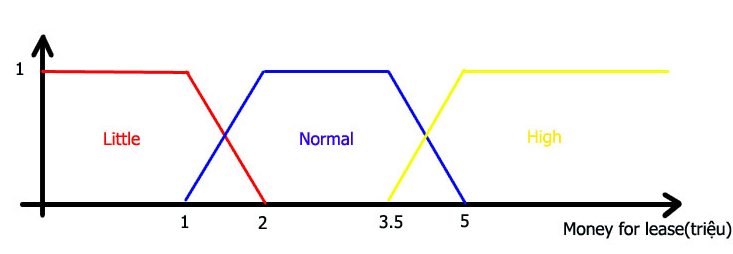 1
Little
Normal
High
1
2
3.5
5
Money for lease(triệu)